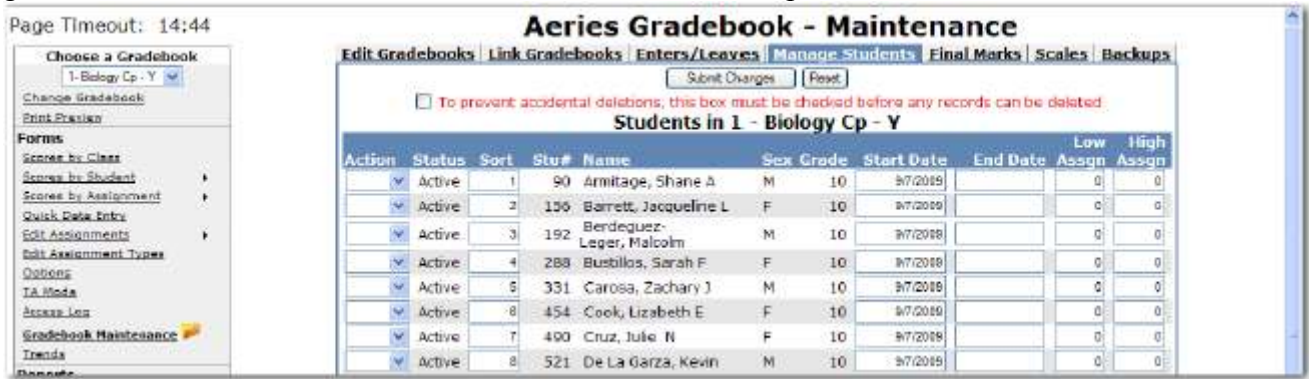 Page Timeout: 14:44
Aeries Gradebook - Maintenance
Choose a Gradebook
1- Biology Cp - Y
Change Gradebook
Print Preview
Forms
Scores by Class
Scores by Student
Scores by Assignment
Quick Data Entry
Edit Assignments
Edit Assignment Types
Options
TA Mode
Access Log
Gradebook Maintenance
Trends
Reports
Edit Gradebooks | Link Gradebooks | Enters/Leaves | Manage Students | Final Marks | Scales | Backups
Submit Changes Reset
To prevent accidental deletions, this box must be checked before any records can be deleted
Students in 1 - Biology Cp - Y
Action Status Sort Stu# Name Sex Grade Start Date End Date Low Assgn High Assgn
Active 1 90 Armitage, Shane A M 10 9/7/2009 0 0
Active 2 156 Barrett, Jacqueline L F 10 9/7/2009 0 0
Active 3 192 Berdeguez-Leger, Malcolm M 10 9/7/2009 0 0
Active 4 288 Bustillos, Sarah F F 10 9/7/2009 0 0
Active 5 331 Carosa, Zachary J M 10 9/7/2009 0 0
Active 6 454 Cook, Lizabeth E F 10 9/7/2009 0 0
Active 7 490 Cruz, Julie N F 10 9/7/2009 0 0
Active 8 521 De La Garza, Kevin M 10 9/7/2009 0 0